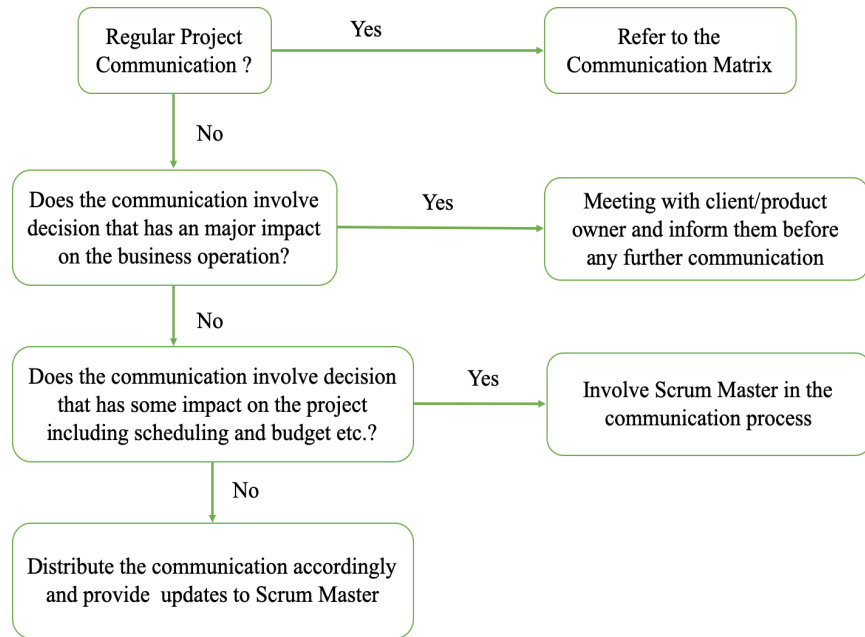 Regular Project
Communication ?
Yes
Refer to the
Communication Matrix
No
Does the communication involve
decision that has an major impact
on the business operation?
Yes
Meeting with client/product
owner and inform them before
any further communication
No
Does the communication involve decision
that has some impact on the project
including scheduling and budget etc.?
Yes
Involve Scrum Master in the
communication process
No
Distribute the communication accordingly
and provide updates to Scrum Master